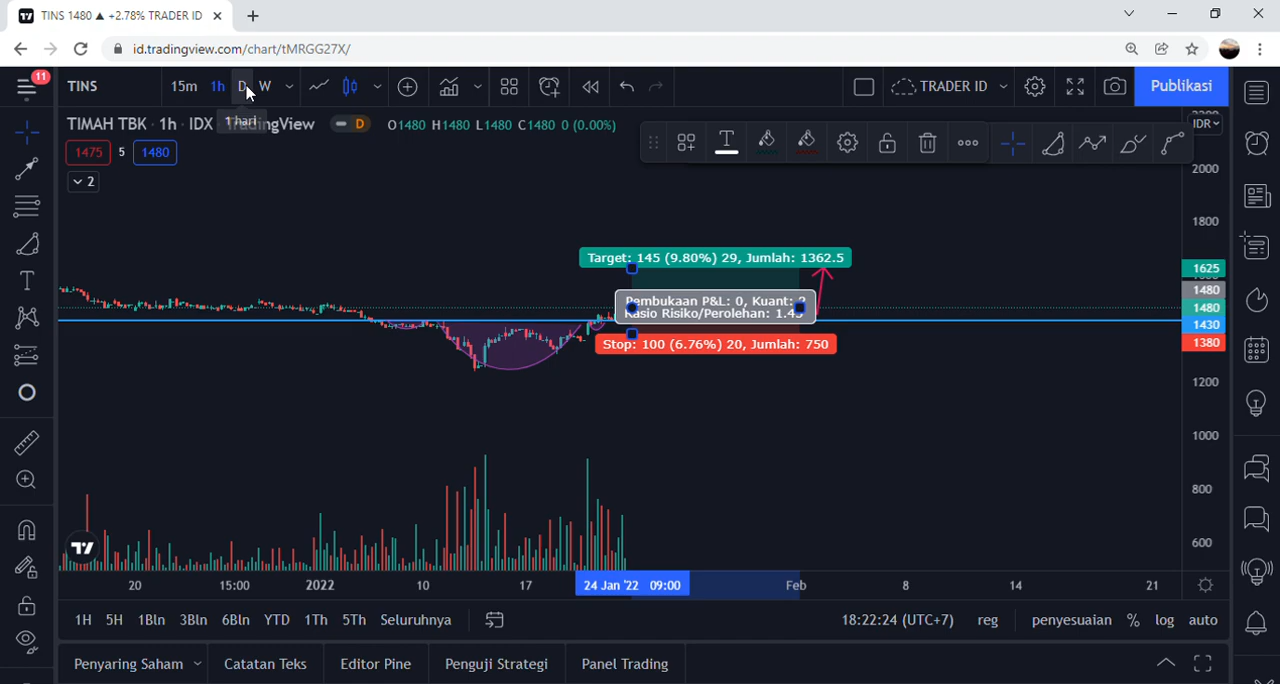 TINS 1480 ▲ +2.78% TRADER ID
id.tradingview.com/chart/tMRGG27X/
11
TINS
15m 1h D W
TRADER ID
Publikasi
1 hari
TIMAH TBK · 1h · IDX TradingView
D
O1480 H1480 L1480 C1480 0 (0.00%)
IDR
1475 5 1480
2
2000
1800
Target: 145 (9.80%) 29, Jumlah: 1362.5
1625
1480
Pembukaan P&L: 0, Kuant:
Rasio Risiko/Perolehan: 1.45
1480
1430
1380
Stop: 100 (6.76%) 20, Jumlah: 750
1200
1000
800
600
20 15:00 2022 10 17 24 Jan '22 09:00 Feb 8 14 21
1H 5H 1Bln 3Bln 6Bln YTD 1Th 5Th Seluruhnya
18:22:24 (UTC+7) reg penyesuaian % log auto
Penyaring Saham Catatan Teks Editor Pine Penguji Strategi Panel Trading